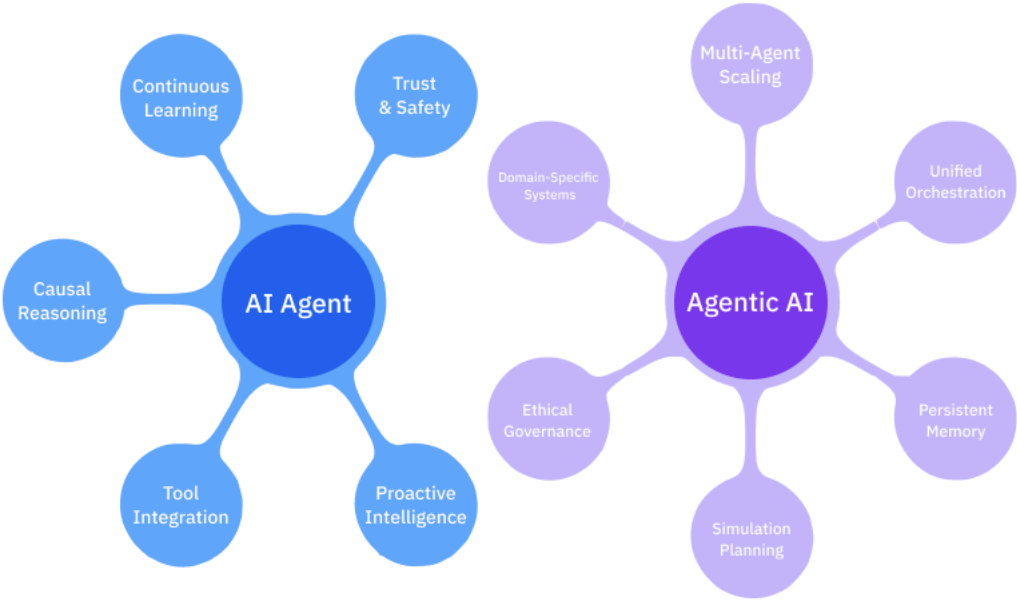 Continuous
Learning
Trust
& Safety
Causal
Reasoning
AI Agent
Tool
Integration
Proactive
Intelligence
Multi-Agent
Scaling
Domain-Specific
Systems
Unified
Orchestration
Agentic AI
Ethical
Governance
Persistent
Memory
Simulation
Planning